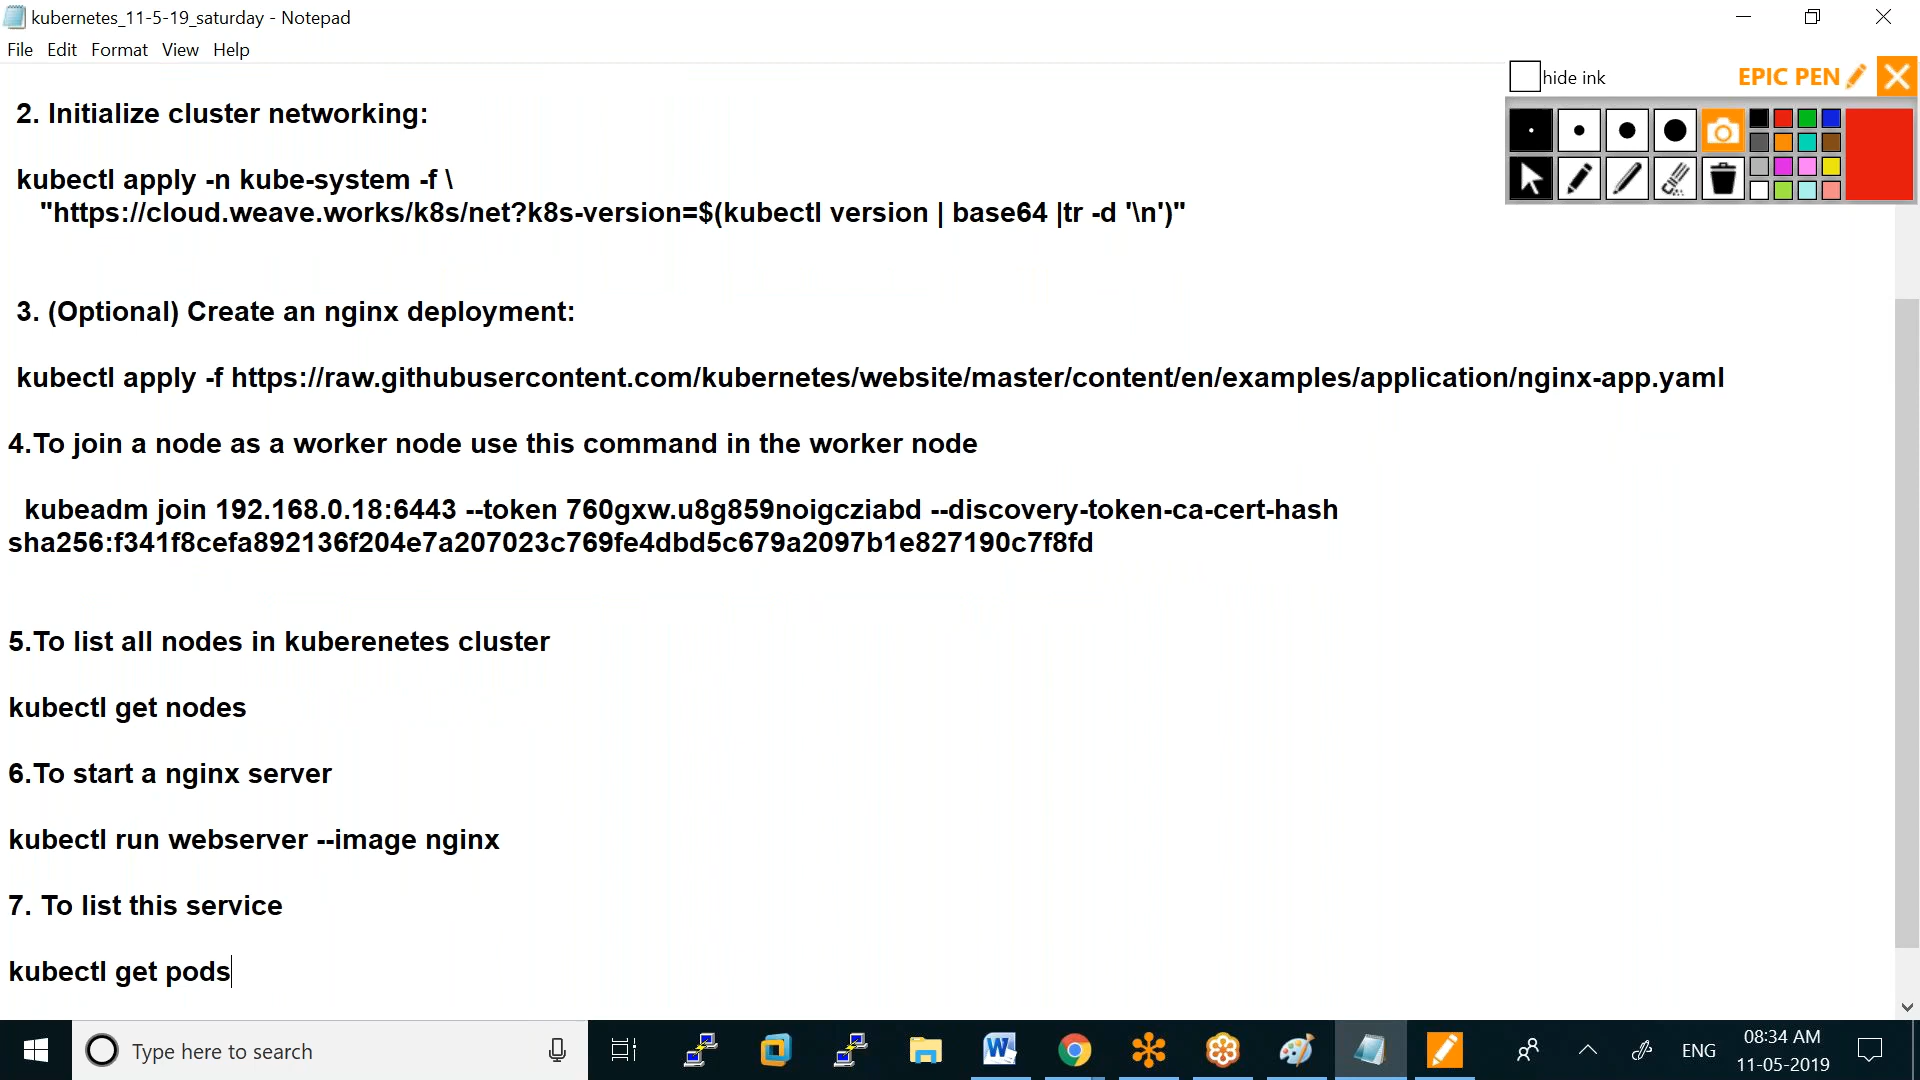 kubernetes_11-5-19_saturday - Notepad
File Edit Format View Help
hide ink
EPIC PEN
2. Initialize cluster networking:
kubectl apply -n kube-system -f \
"https://cloud.weave.works/k8s/net?k8s-version=$(kubectl version | base64 |tr -d '\n')"
3. (Optional) Create an nginx deployment:
kubectl apply -f https://raw.githubusercontent.com/kubernetes/website/master/content/en/examples/application/nginx-app.yaml
4.To join a node as a worker node use this command in the worker node
kubeadm join 192.168.0.18:6443 --token 760gxw.u8g859noigcziabd --discovery-token-ca-cert-hash
sha256:f341f8cefa892136f204e7a207023c769fe4dbd5c679a2097b1e827190c7f8fd
5.To list all nodes in kuberenetes cluster
kubectl get nodes
6.To start a nginx server
kubectl run webserver --image nginx
7. To list this service
kubectl get pods
Type here to search
W
ENG
08:34 AM
11-05-2019